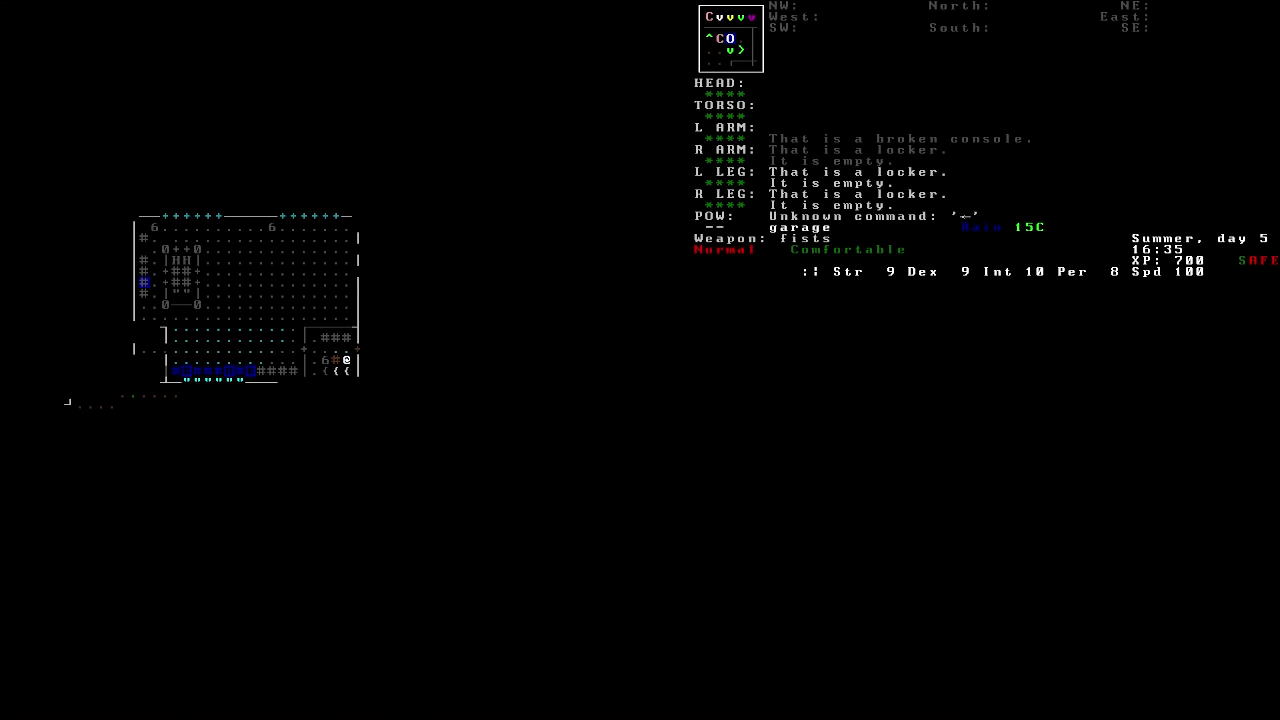 NW: North: NE:
West: East:
SW: South: SE:
HEAD:
****
TORSO:
****
L ARM:
**** That is a broken console.
R ARM: That is a locker.
**** It is empty.
L LEG: That is a locker.
**** It is empty.
R LEG: That is a locker.
**** It is empty.
POW: Unknown command: '←'
-- garage Rain 15C
Weapon: fists Summer, day 5
16:35
Normal Comfortable XP: 700 SAFE
:| Str 9 Dex 9 Int 10 Per 8 Spd 100